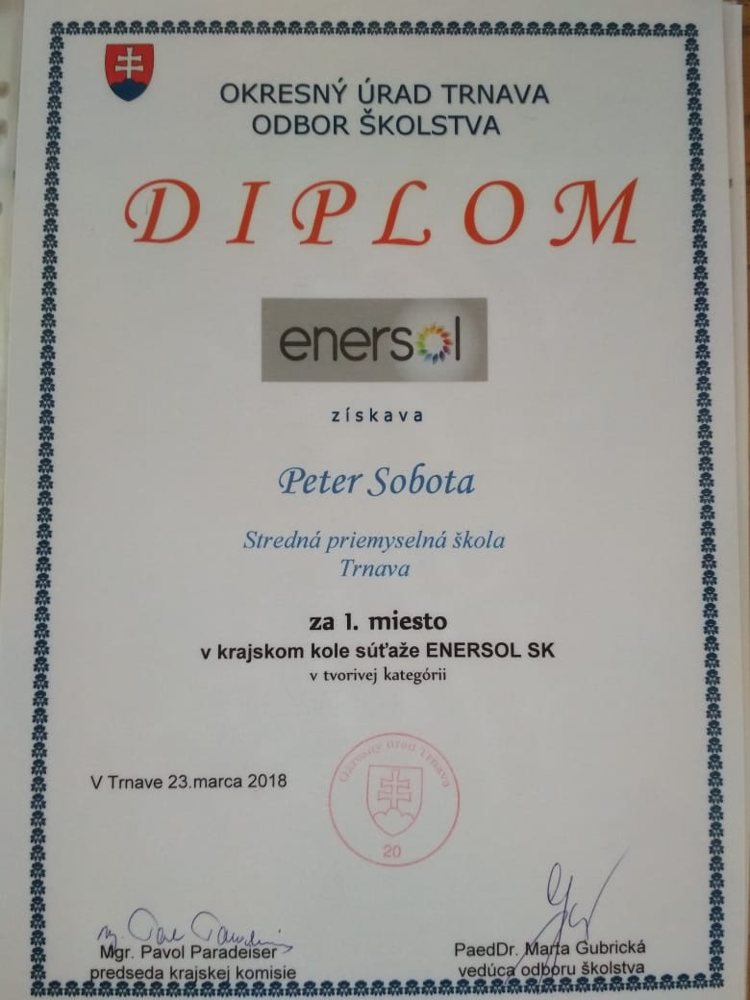 OKRESNÝ ÚRAD TRNAVA
ODBOR ŠKOLSTVA
DIPLOM
enersol
získava
Peter Sobota
Stredná priemyselná škola
Trnava
za 1. miesto
v krajskom kole súťaže ENERSOL SK
v tvorivej kategórii
V Trnave 23.marca 2018
Okresný úrad Trnava
20
Mgr. Pavol Paradeiser
predseda krajskej komisie
PaedDr. Marta Gubrická
vedúca odboru školstva